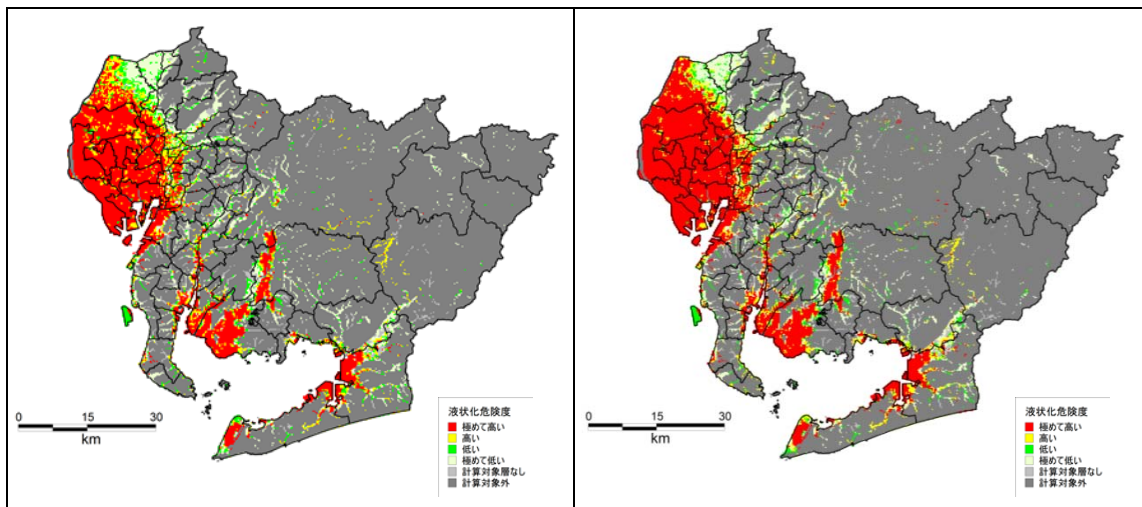 0 15 30
km
液状化危険度
極めて高い
高い
低い
極めて低い
計算対象層なし
計算対象外
0 15 30
km
液状化危険度
極めて高い
高い
低い
極めて低い
計算対象層なし
計算対象外